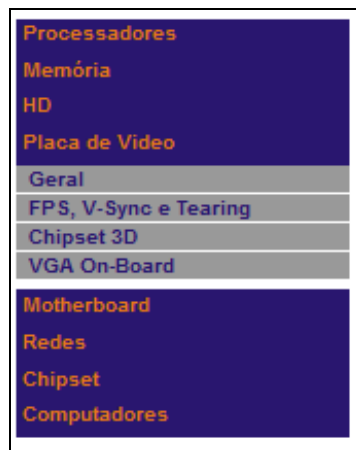 Processadores
Memória
HD
Placa de Video
Geral
FPS, V-Sync e Tearing
Chipset 3D
VGA On-Board
Motherboard
Redes
Chipset
Computadores